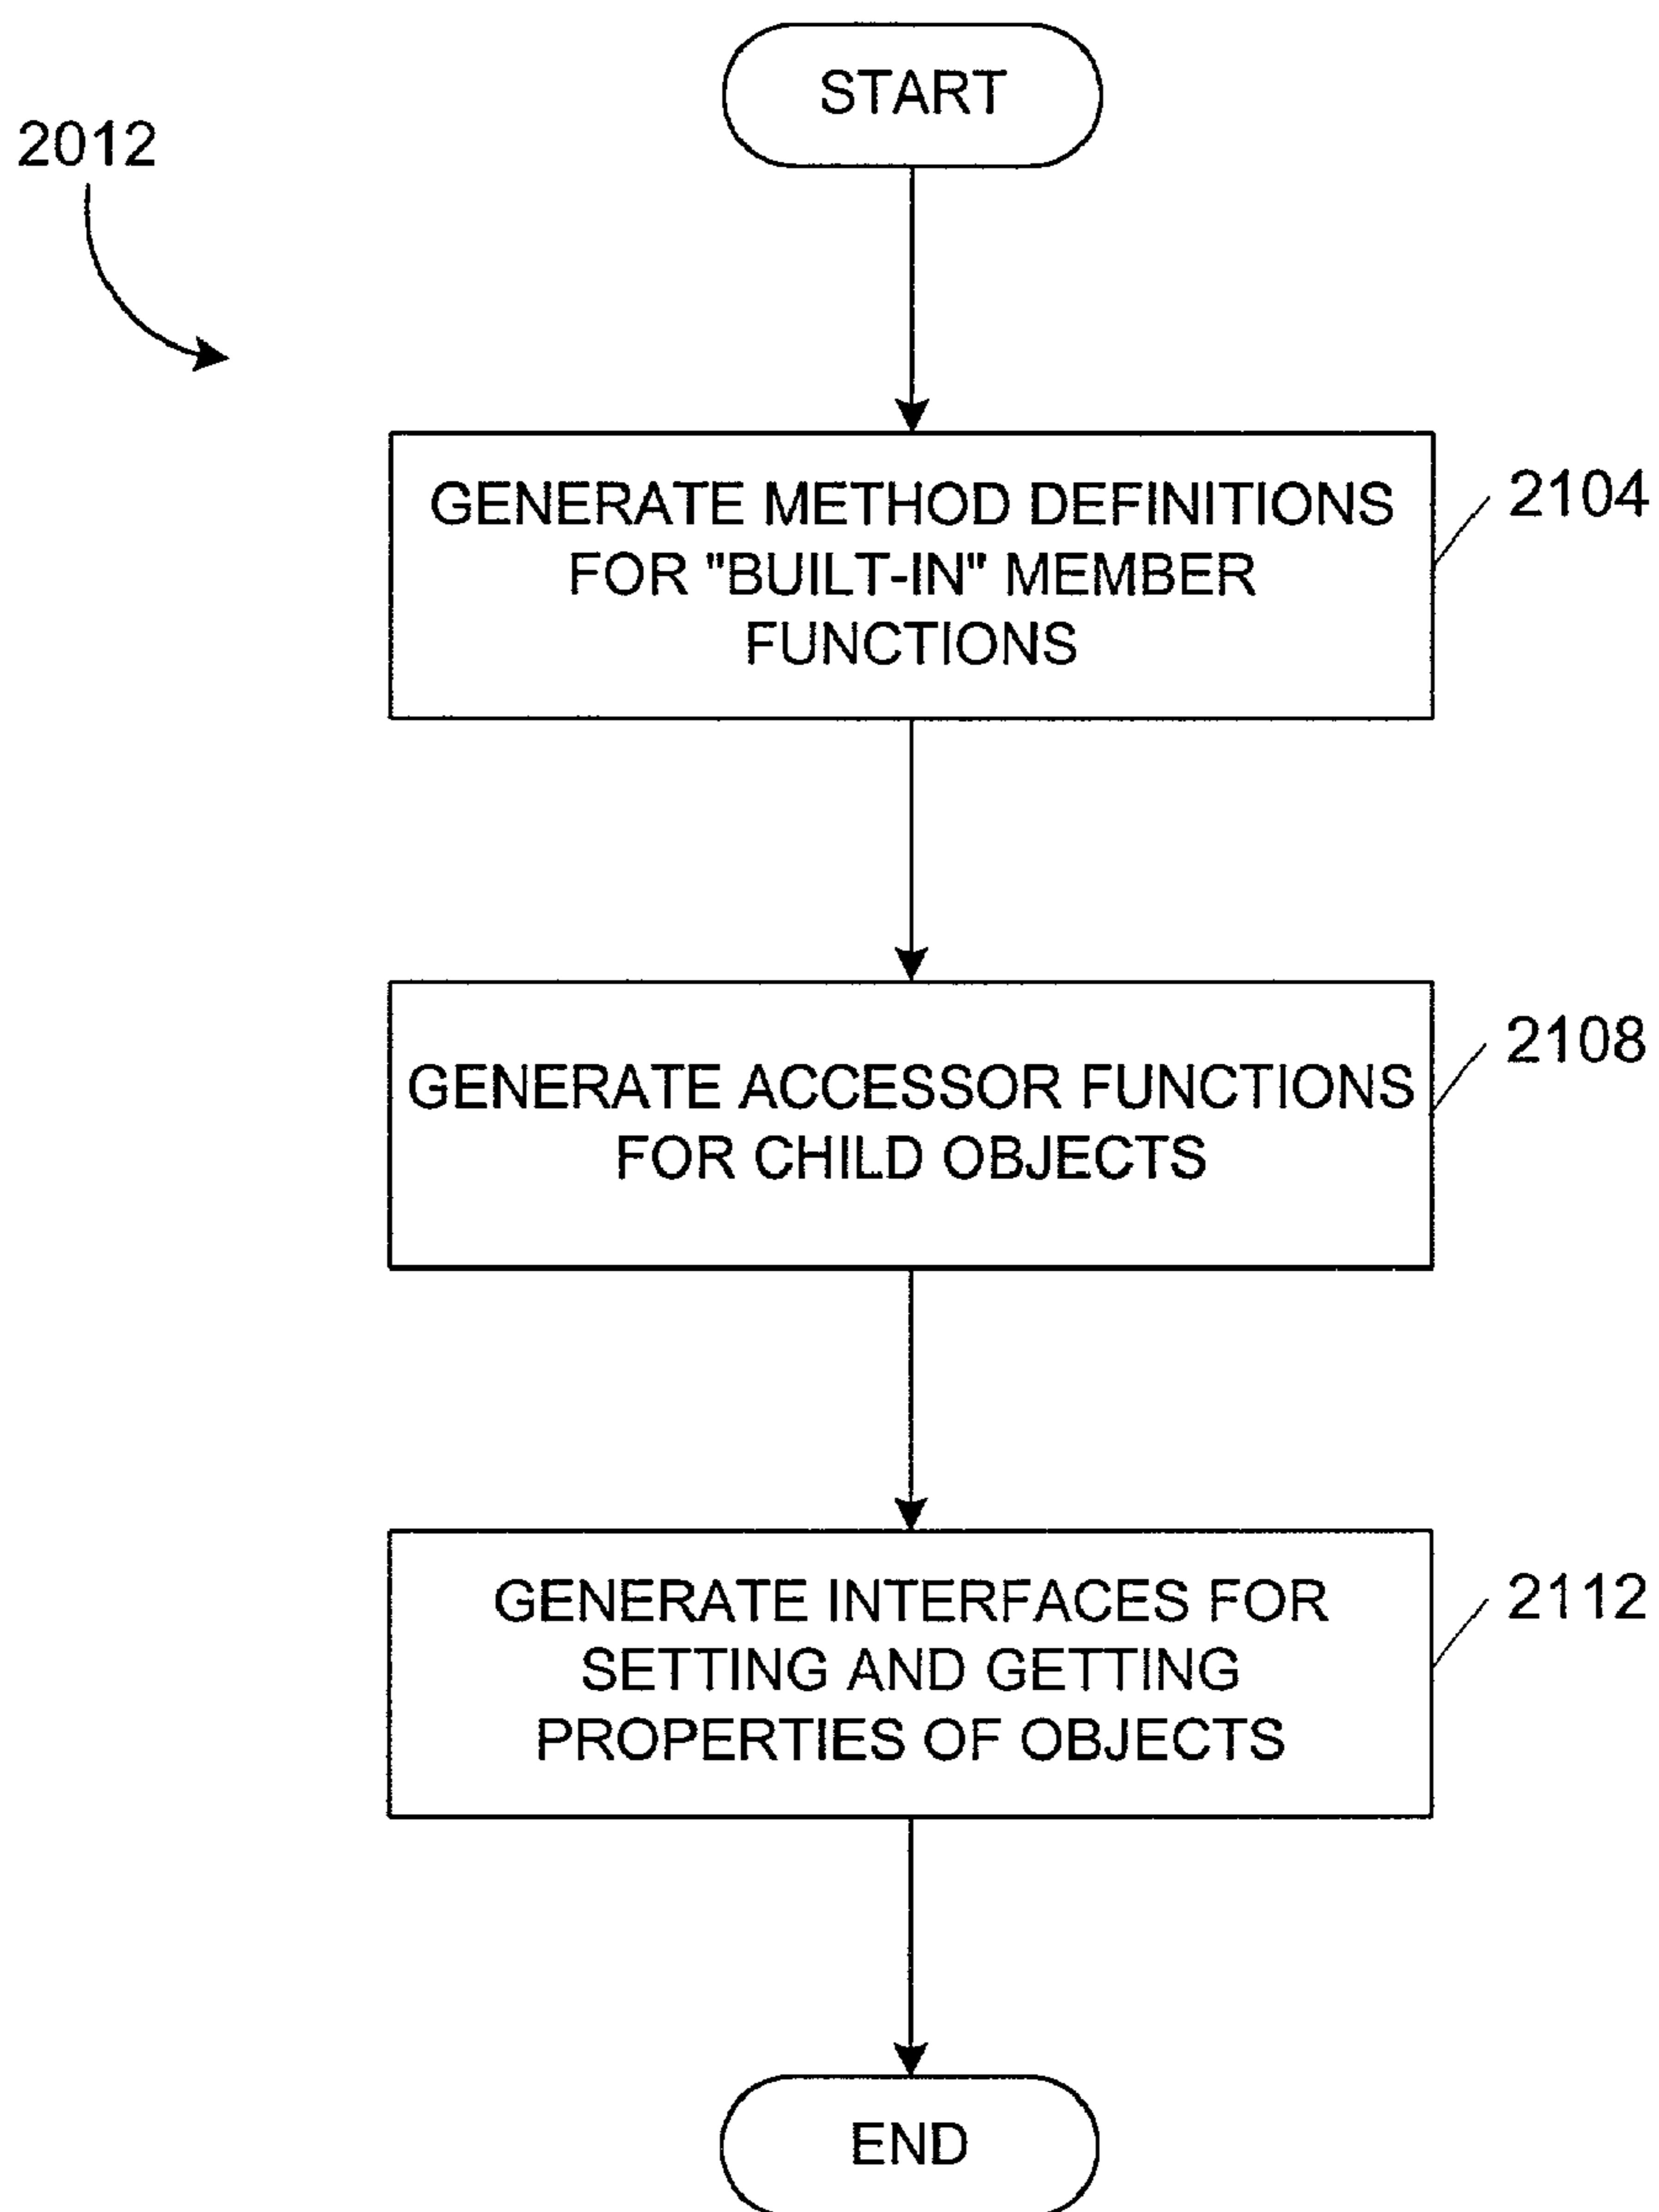 START
2012
GENERATE METHOD DEFINITIONS
FOR "BUILT-IN" MEMBER
FUNCTIONS
2104
GENERATE ACCESSOR FUNCTIONS
FOR CHILD OBJECTS
2108
GENERATE INTERFACES FOR
SETTING AND GETTING
PROPERTIES OF OBJECTS
2112
END